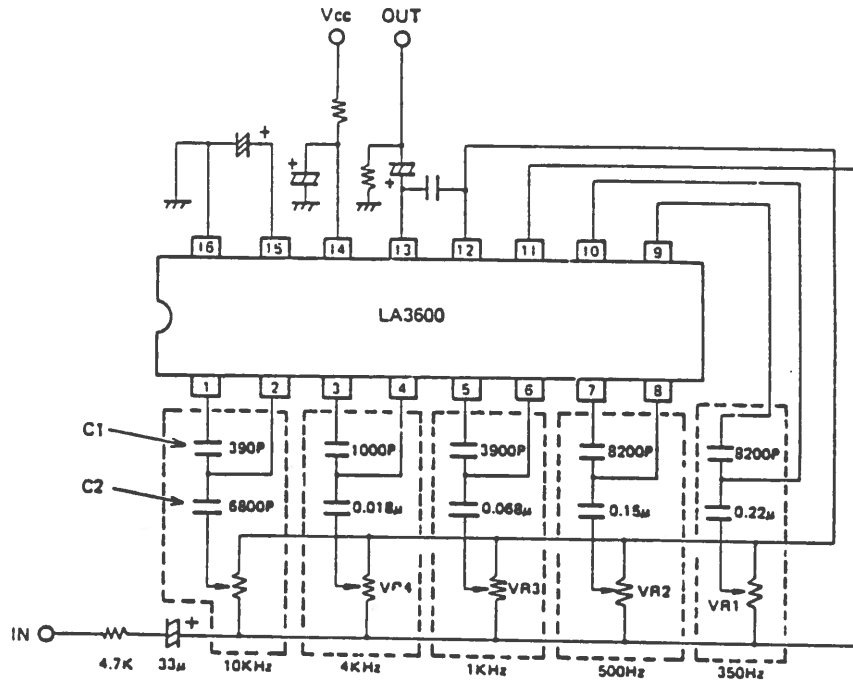 Vcc OUT
+
+
+
16 15 14 13 12 11 10 9
LA3600
1 2 3 4 5 6 7 8
C1
390P 1000P 3900P 8200P 8200P
C2
6800P 0.018μ 0.068μ 0.15μ 0.22μ
VR3 VR2 VR1
IN
+
4.7K 33μ 10KHz 4KHz 1KHz 500Hz 350Hz